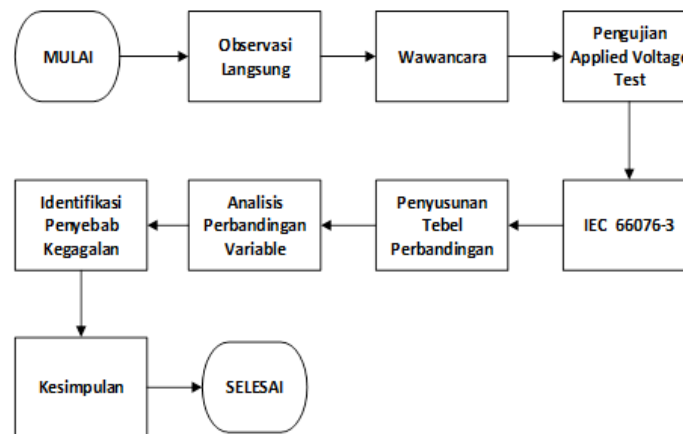 MULAI
Observasi
Langsung
Wawancara
Pengujian
Applied Voltage
Test
IEC 66076-3
Penyusunan
Tebel
Perbandingan
Analisis
Perbandingan
Variable
Identifikasi
Penyebab
Kegagalan
Kesimpulan
SELESAI